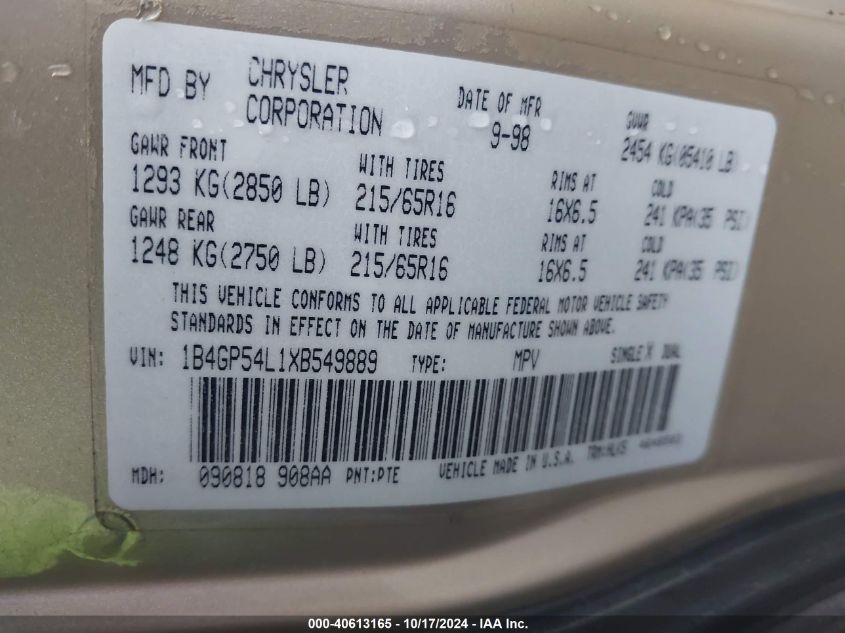 MFD BY CHRYSLER CORPORATION DATE OF MFR 9-98 GVWR 2454 KG(05410 LB)
GAWR FRONT WITH TIRES RIMS AT COLD
1293 KG(2850 LB) 215/65R16 16X6.5 241 KPA(35 PSI)
GAWR REAR WITH TIRES RIMS AT COLD
1248 KG(2750 LB) 215/65R16 16X6.5 241 KPA(35 PSI)
THIS VEHICLE CONFORMS TO ALL APPLICABLE FEDERAL MOTOR VEHICLE SAFETY
STANDARDS IN EFFECT ON THE DATE OF MANUFACTURE SHOWN ABOVE.
VIN: 1B4GP54L1XB549889 TYPE: MPV SINGLE X DUAL
MDH: 090818 908AA PNT:PTE VEHICLE MADE IN U.S.A. TRM:HLK5
000-40613165 - 10/17/2024 - IAA Inc.